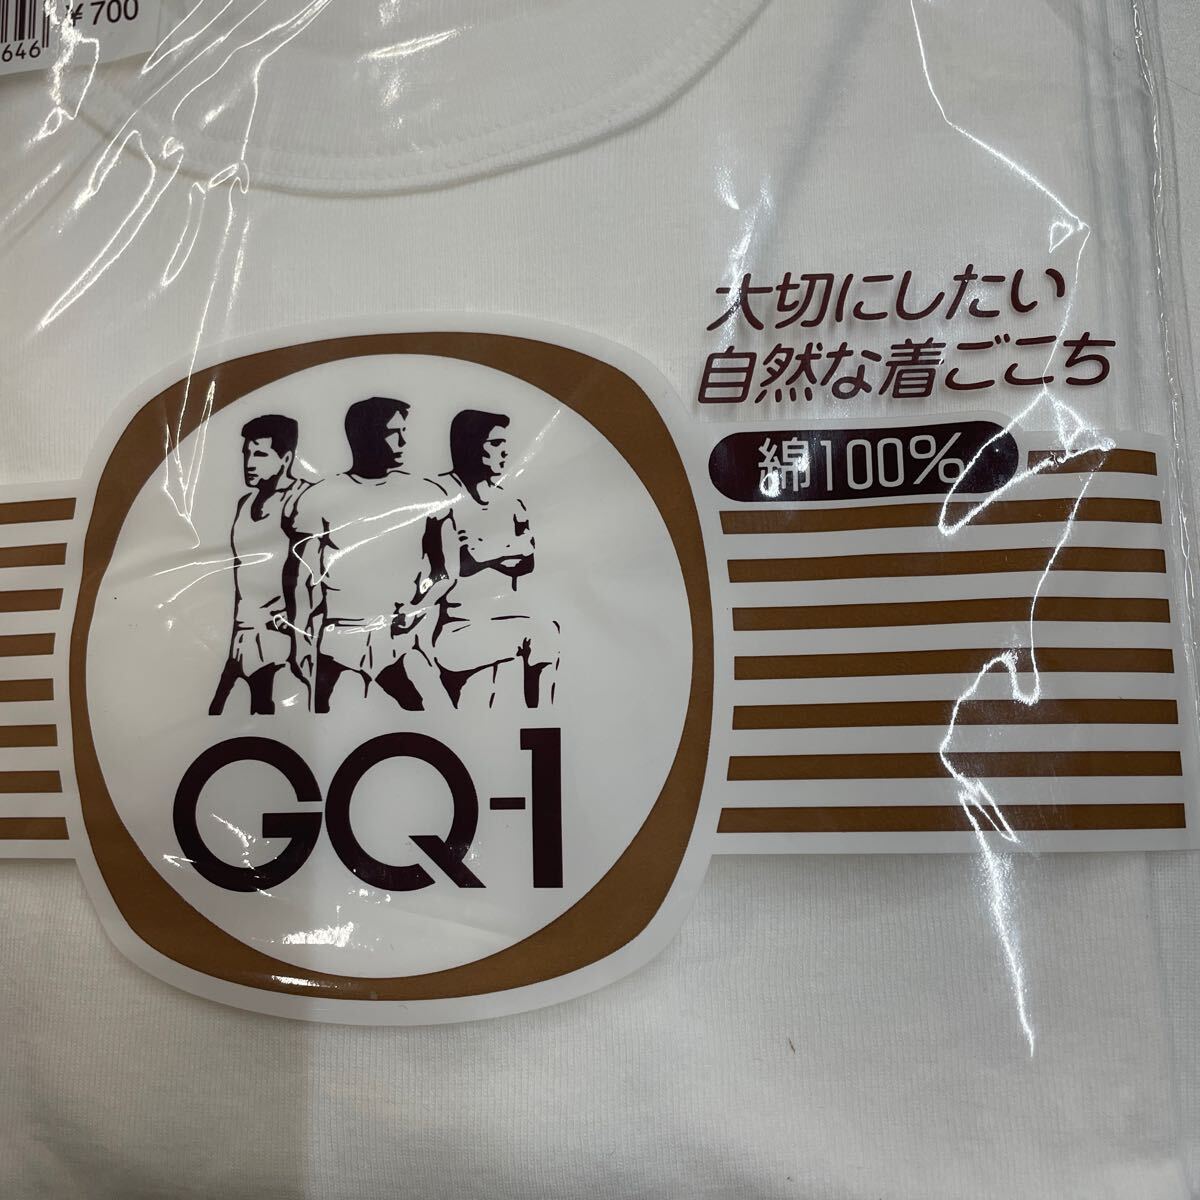 ¥700
646
大切にしたい
自然な着ごこち
綿100%
GQ-1